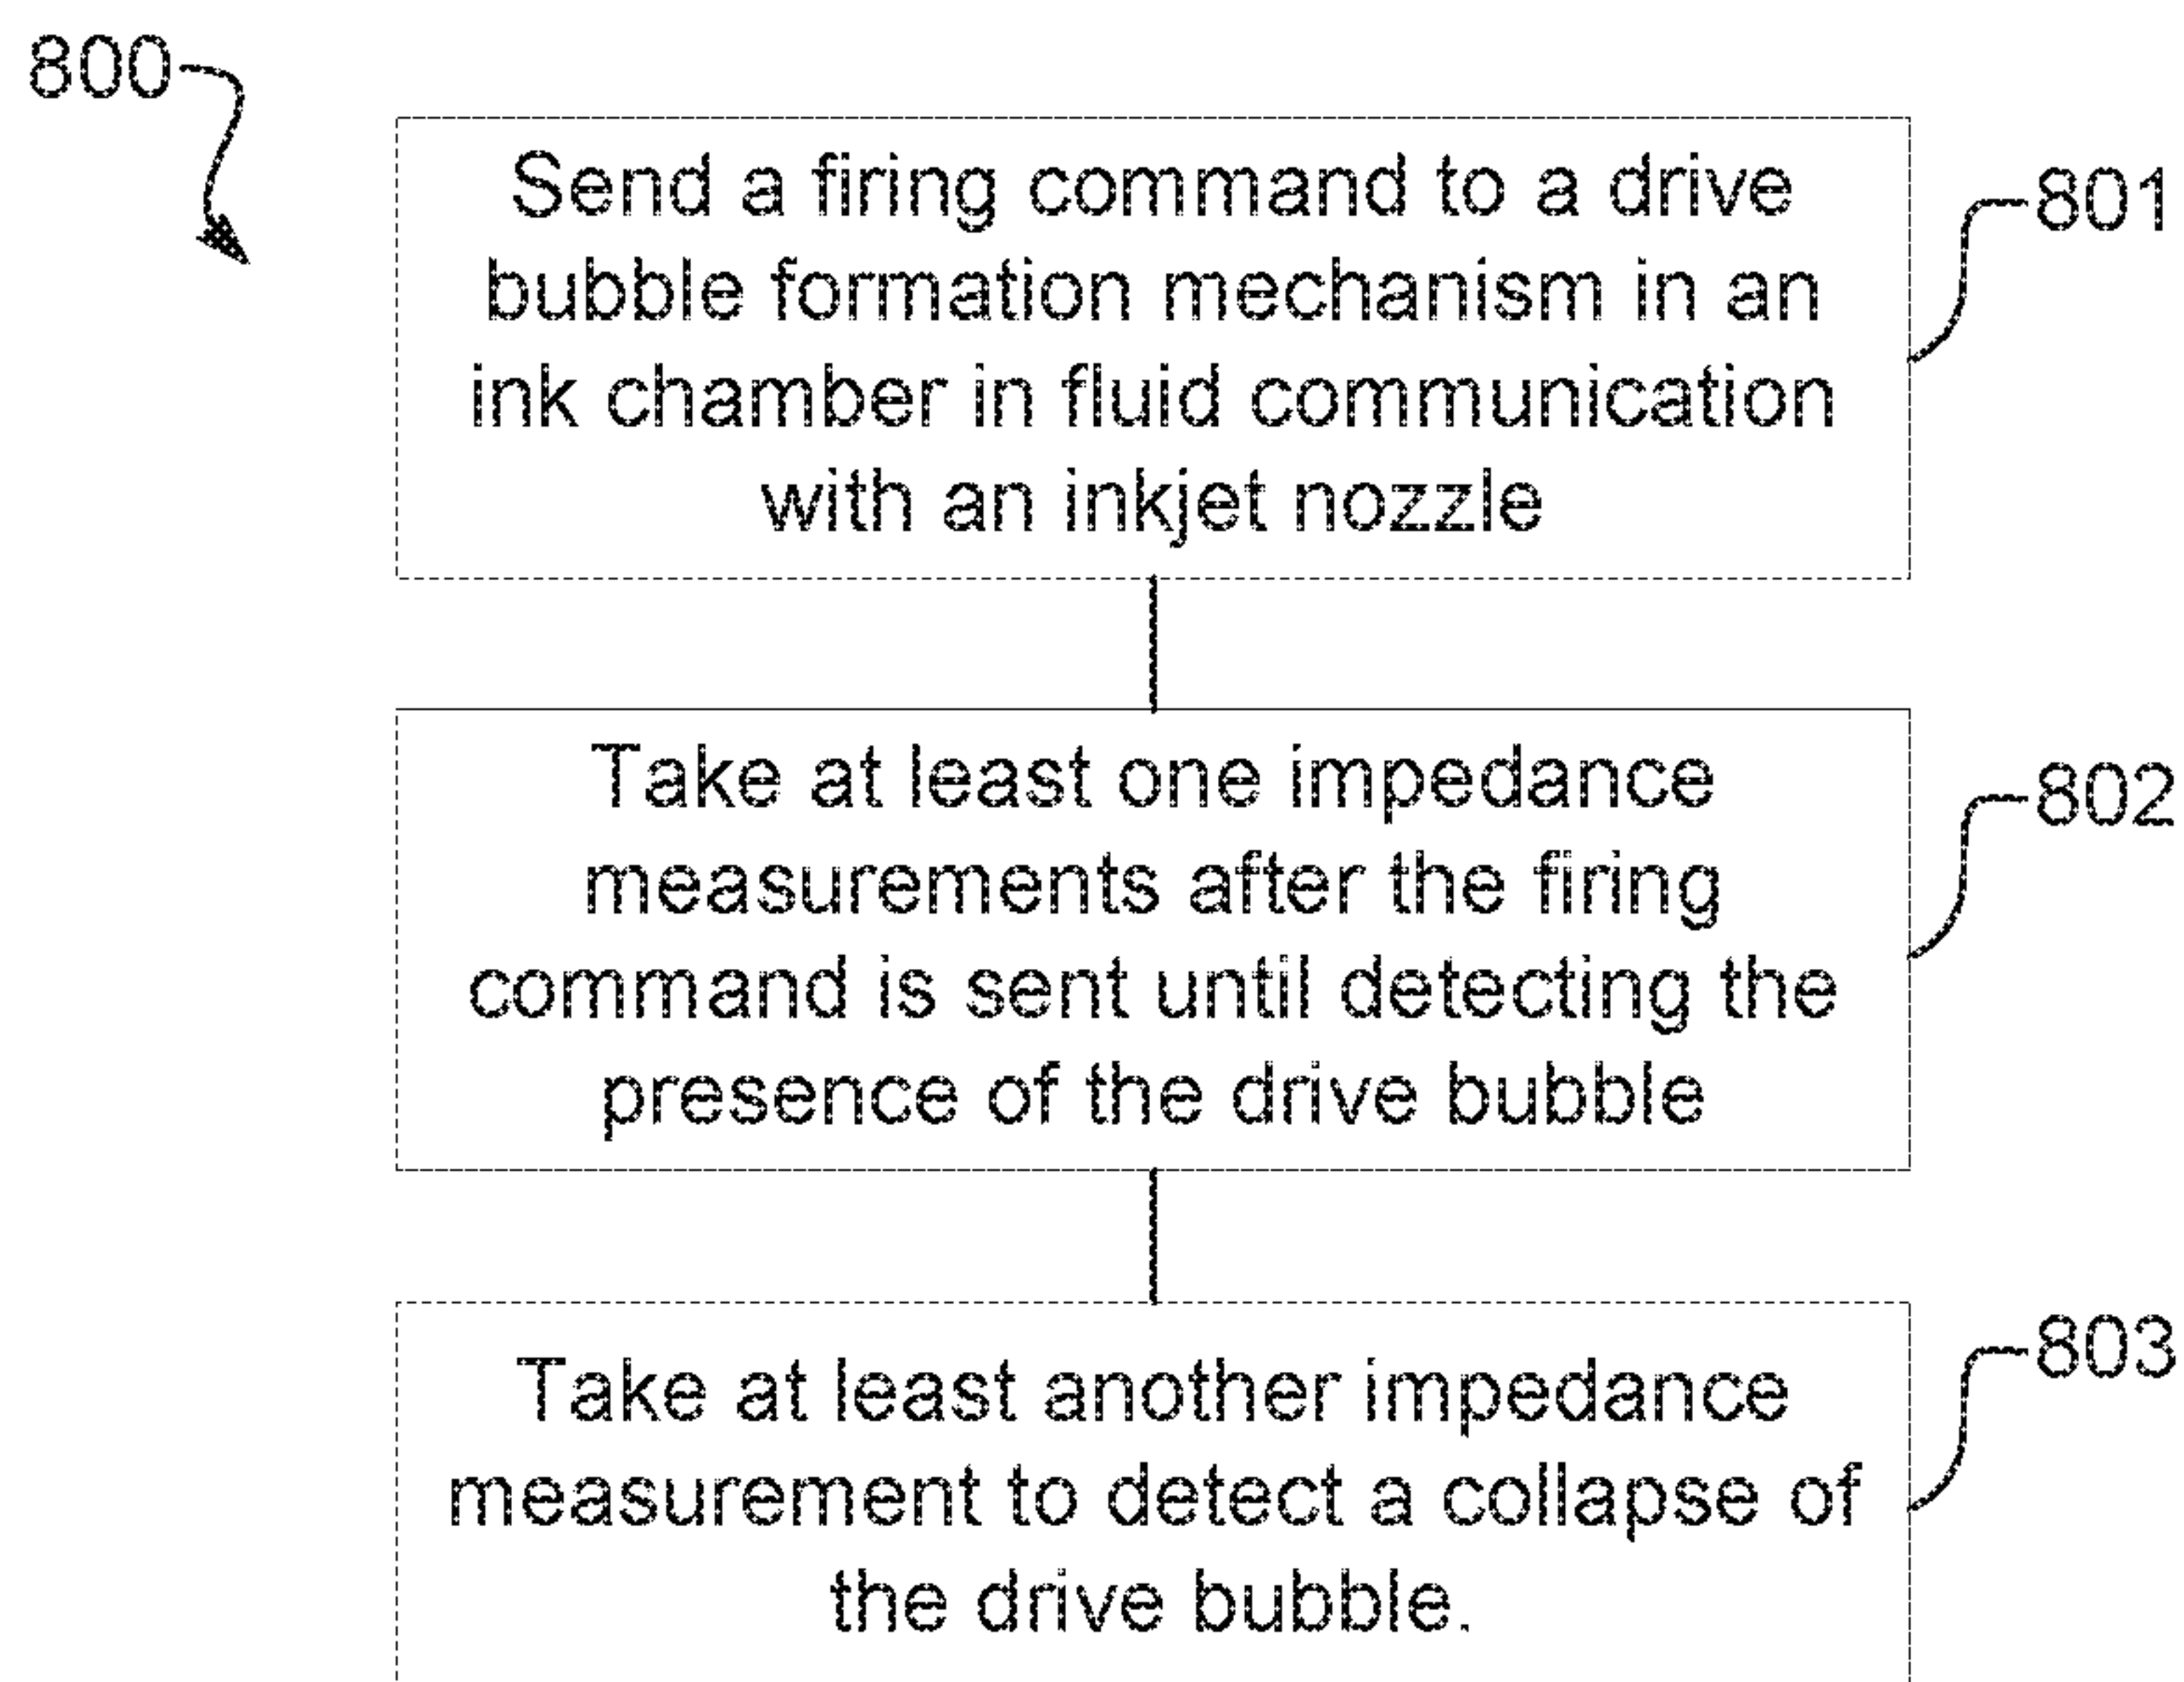 800
Send a firing command to a drive
bubble formation mechanism in an
ink chamber in fluid communication
with an inkjet nozzle
801
Take at least one impedance
measurements after the firing
command is sent until detecting the
presence of the drive bubble
802
Take at least another impedance
measurement to detect a collapse of
the drive bubble.
803